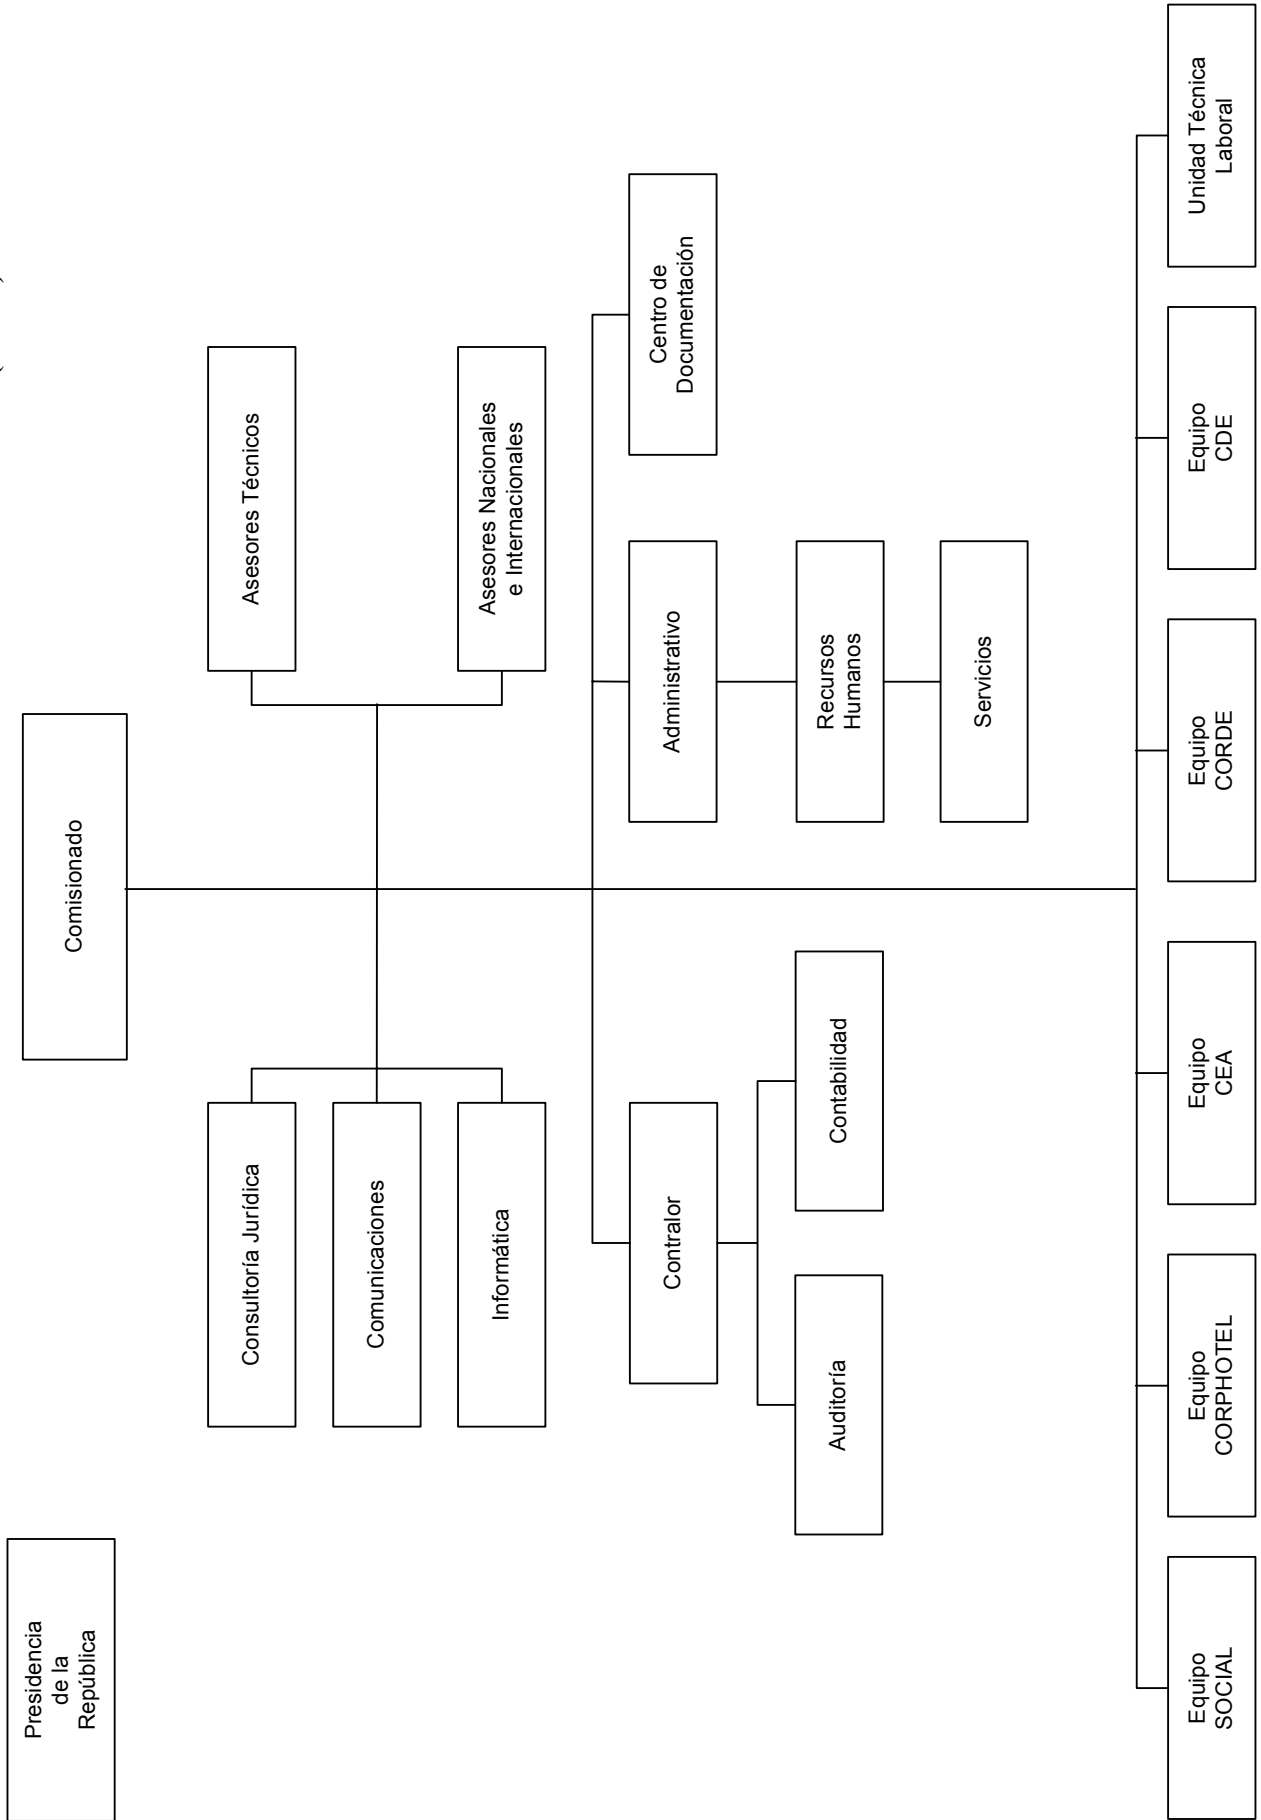 Presidencia
de la
República
Comisionado
Consultoría Jurídica
Asesores Técnicos
Comunicaciones
Informática
Asesores Nacionales
e Internacionales
Contralor
Administrativo
Centro de
Documentación
Auditoría
Contabilidad
Recursos
Humanos
Servicios
Equipo
SOCIAL
Equipo
CORPHOTEL
Equipo
CEA
Equipo
CORDE
Equipo
CDE
Unidad Técnica
Laboral